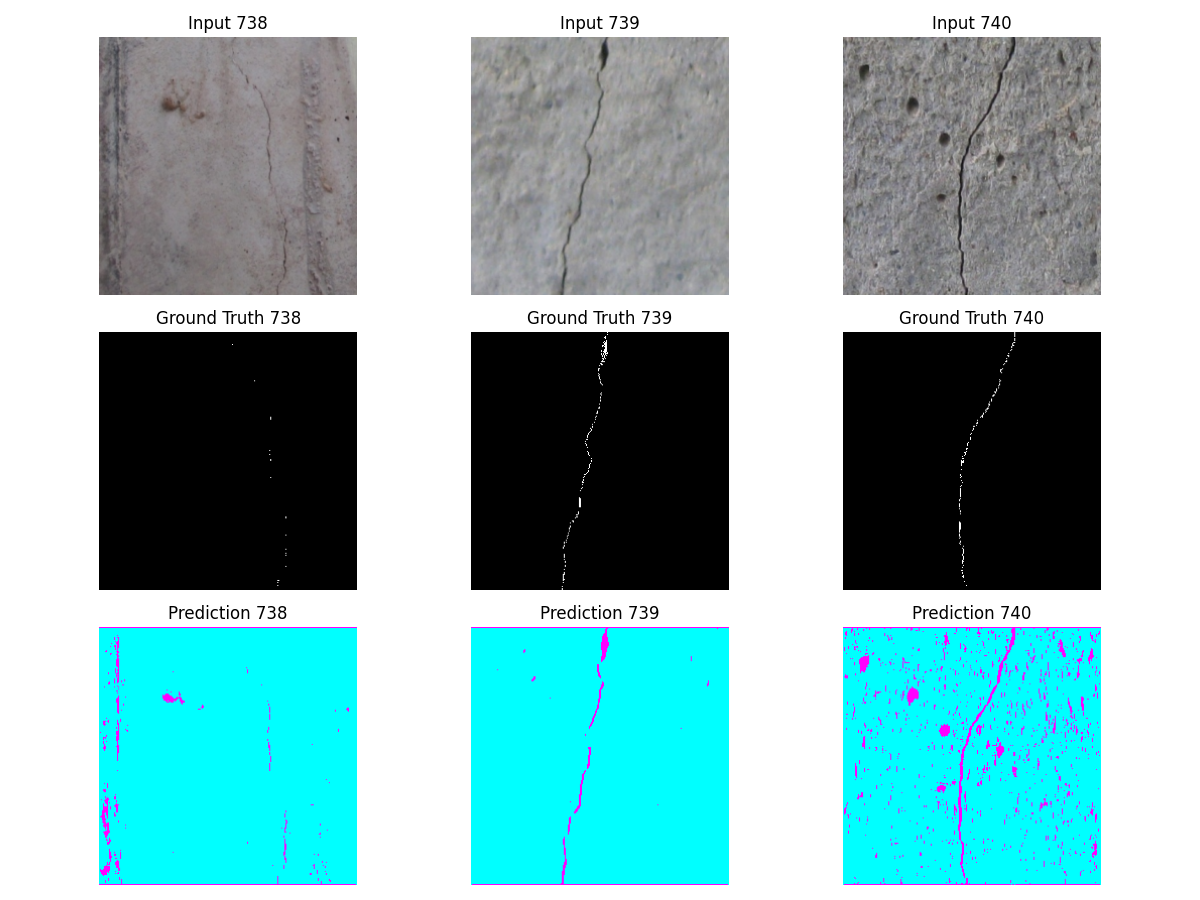 Input 738
Input 739
Input 740
Ground Truth 738
Ground Truth 739
Ground Truth 740
Prediction 738
Prediction 739
Prediction 740